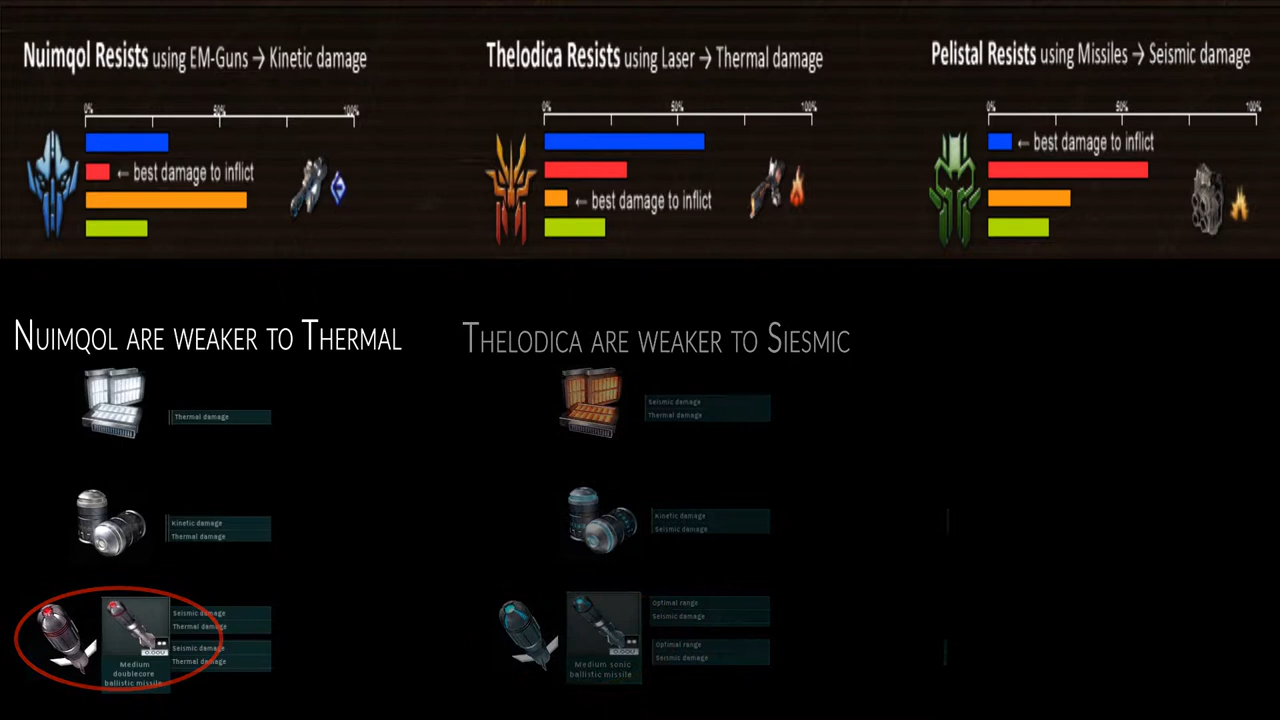 Nuimqol Resists using EM-Guns → Kinetic damage
0% 50% 100%
← best damage to inflict
Thelodica Resists using Laser → Thermal damage
0% 50% 100%
← best damage to inflict
Pelistal Resists using Missiles → Seismic damage
0% 50% 100%
← best damage to inflict
Nuimqol are weaker to Thermal
Thermal damage
Kinetic damage
Thermal damage
Seismic damage
Thermal damage
Seismic damage
Thermal damage
0.00U
Medium
doublecore
ballistic missile
Thelodica are weaker to Siesmic
Seismic damage
Thermal damage
Kinetic damage
Seismic damage
Optimal range
Seismic damage
Optimal range
Seismic damage
0.00U
Medium sonic
ballistic missile